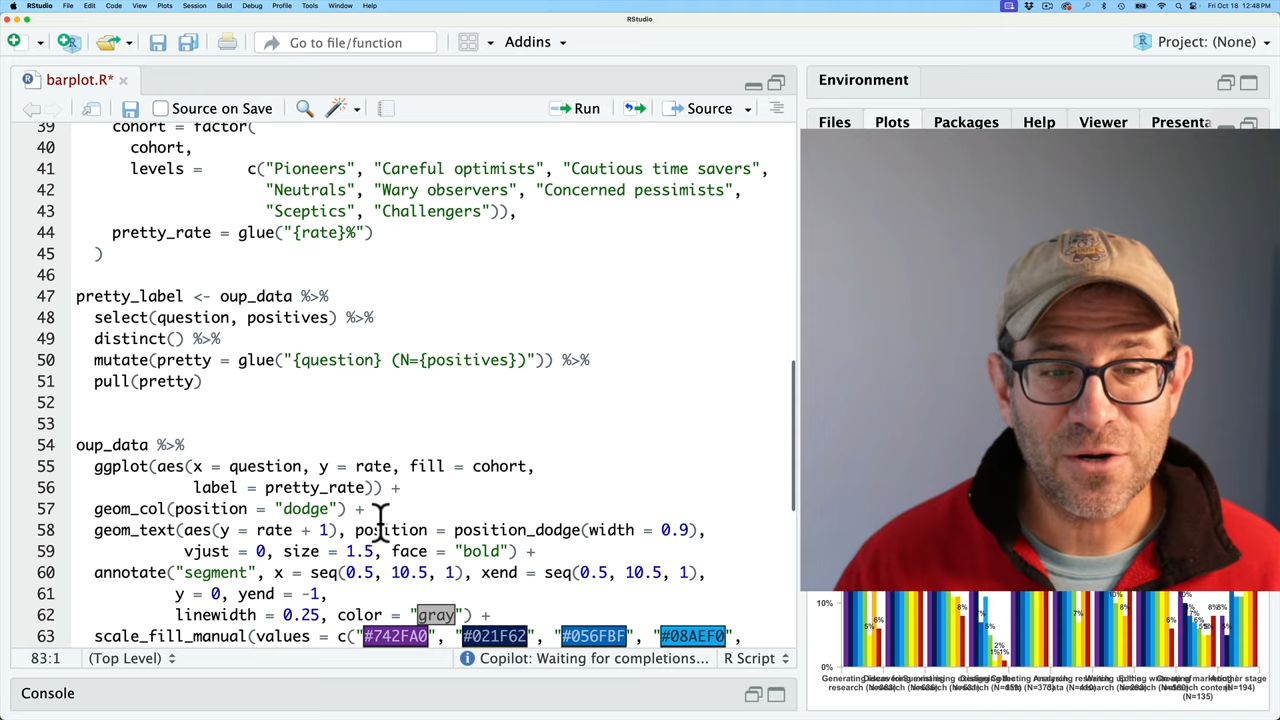 RStudio File Edit Code View Plots Session Build Debug Profile Tools Window Help Fri Oct 18 12:48 PM
RStudio
Go to file/function Addins Project: (None)
barplot.R* Environment
Source on Save Run Source Files Plots Packages Help Viewer Presenta
39 cohort = factor(
40 cohort,
41 levels = c("Pioneers", "Careful optimists", "Cautious time savers",
42 "Neutrals", "Wary observers", "Concerned pessimists",
43 "Sceptics", "Challengers")),
44 pretty_rate = glue("{rate}%")
45 )
46
47 pretty_label <- oup_data %>%
48 select(question, positives) %>%
49 distinct() %>%
50 mutate(pretty = glue("{question} (N={positives})")) %>%
51 pull(pretty)
52
53
54 oup_data %>%
55 ggplot(aes(x = question, y = rate, fill = cohort,
56 label = pretty_rate)) +
57 geom_col(position = "dodge") +
58 geom_text(aes(y = rate + 1), position = position_dodge(width = 0.9),
59 vjust = 0, size = 1.5, face = "bold") +
60 annotate("segment", x = seq(0.5, 10.5, 1), xend = seq(0.5, 10.5, 1),
61 y = 0, yend = -1,
62 linewidth = 0.25, color = "gray") +
63 scale_fill_manual(values = c("#742FA0", "#021F62", "#056FBF", "#08AEF0",
83:1 (Top Level) Copilot: Waiting for completions... R Script
Console
10%
0%